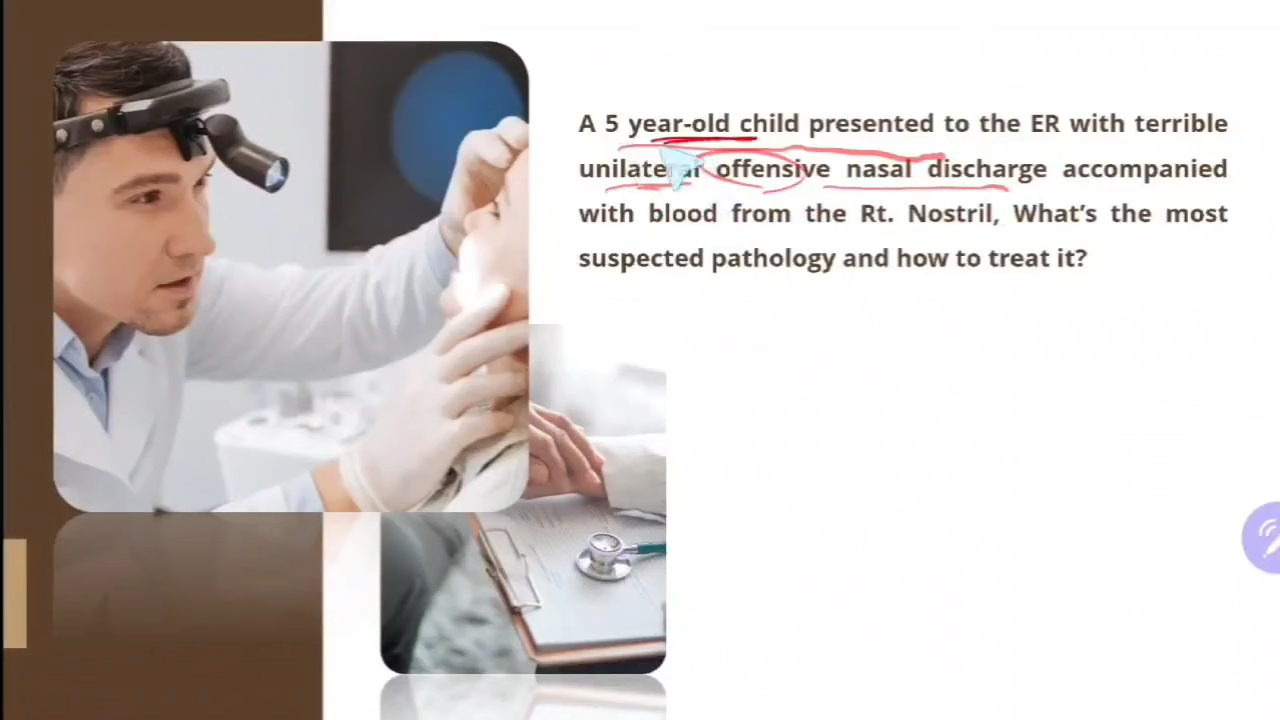 A 5 year-old child presented to the ER with terrible
unilateral offensive nasal discharge accompanied
with blood from the Rt. Nostril, What's the most
suspected pathology and how to treat it?